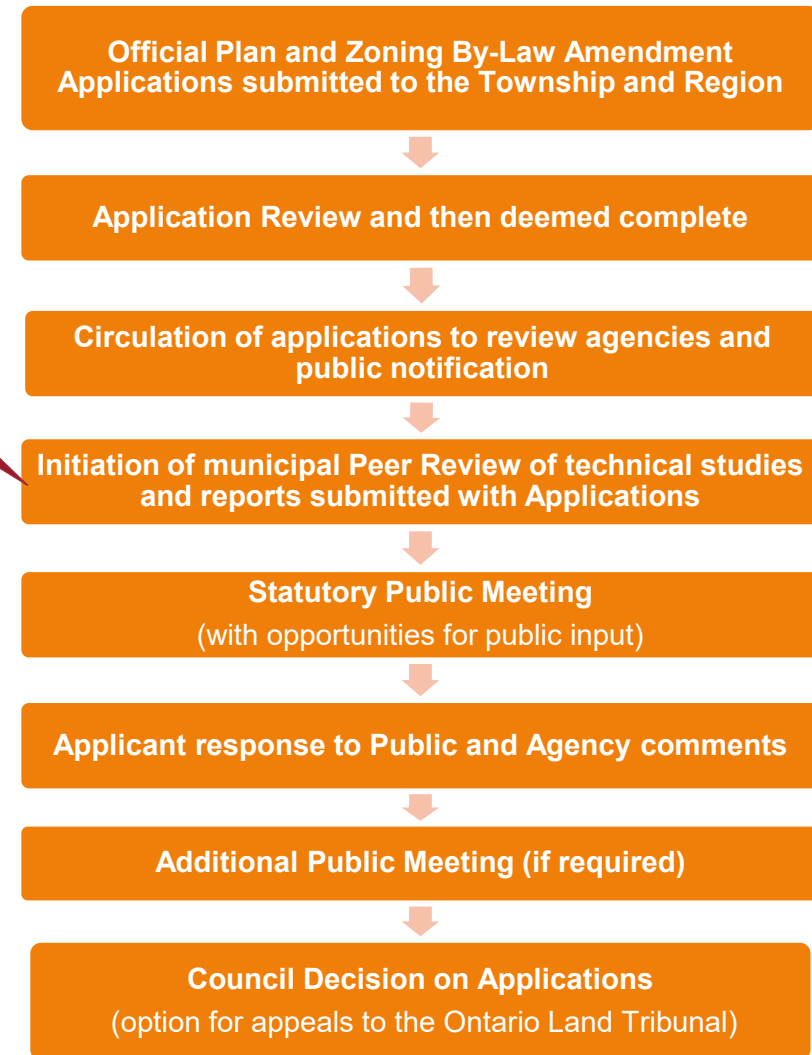 Official Plan and Zoning By-Law Amendment
Applications submitted to the Township and Region
Application Review and then deemed complete
Circulation of applications to review agencies and
public notification
Initiation of municipal Peer Review of technical studies
and reports submitted with Applications
Statutory Public Meeting
(with opportunities for public input)
Applicant response to Public and Agency comments
Additional Public Meeting (if required)
Council Decision on Applications
(option for appeals to the Ontario Land Tribunal)